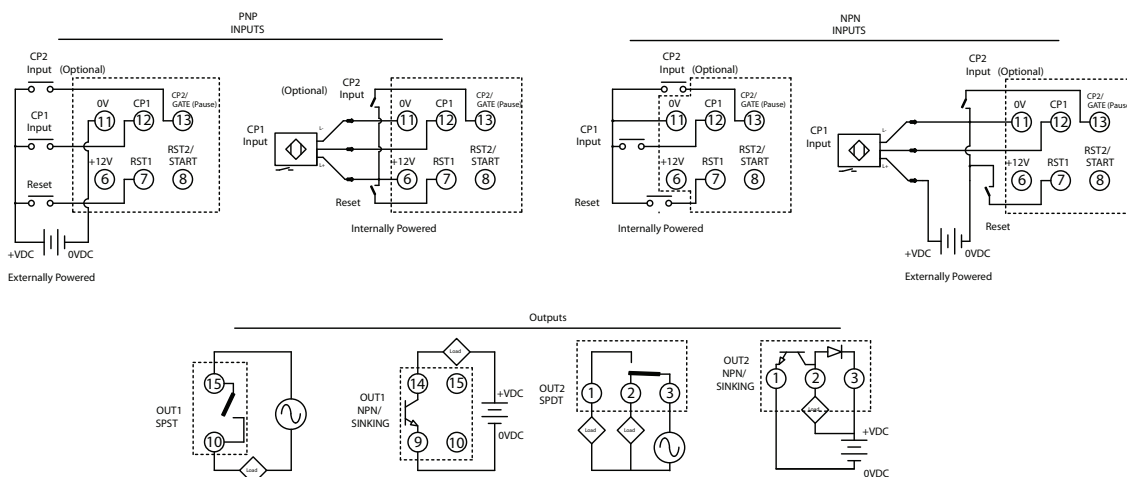 PNP
INPUTS
CP2
Input
(Optional)
0V
CP1
CP2/
GATE (Pause)
11
12
13
CP1
Input
+12V
RST1
RST2/
START
6
7
8
Reset
+VDC
0VDC
Externally Powered
(Optional)
CP2
Input
0V
CP1
CP2/
GATE (Pause)
11
12
13
CP1
Input
L-
L+
+12V
RST1
RST2/
START
6
7
8
Reset
Internally Powered
NPN
INPUTS
CP2
Input
(Optional)
0V
CP1
CP2/
GATE (Pause)
11
12
13
CP1
Input
+12V
RST1
RST2/
START
6
7
8
Reset
Internally Powered
CP2
Input
(Optional)
0V
CP1
CP2/
GATE (Pause)
11
12
13
CP1
Input
L-
L+
+12V
RST1
RST2/
START
6
7
8
Reset
+VDC
0VDC
Externally Powered
Outputs
15
OUT1
SPST
10
Load
Load
14
15
OUT1
NPN/
SINKING
9
10
+VDC
0VDC
OUT2
SPDT
1
2
3
Load
Load
OUT2
NPN/
SINKING
1
2
3
Load
+VDC
0VDC